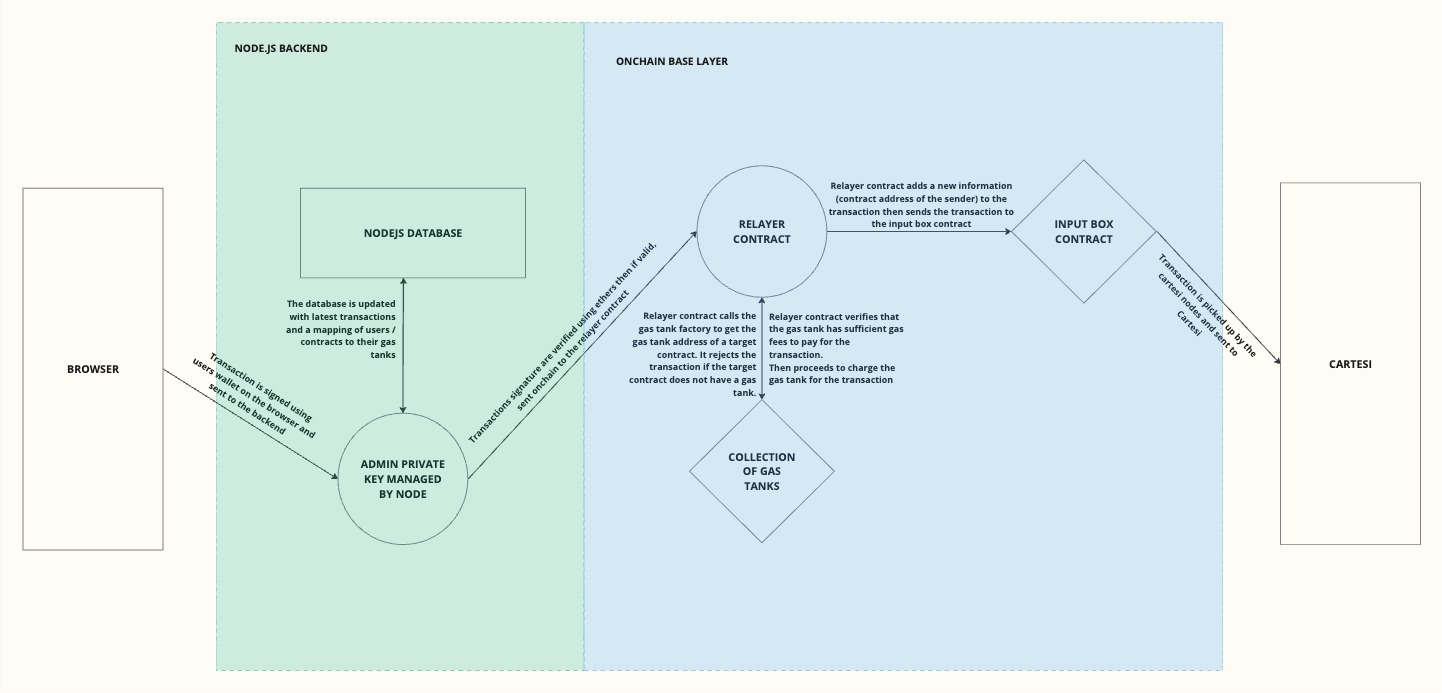 NODE.JS BACKEND
ONCHAIN BASE LAYER
BROWSER
Transaction is signed using
users wallet on the browser and
sent to the backend
NODEJS DATABASE
The database is updated
with latest transactions
and a mapping of users /
contracts to their gas
tanks
ADMIN PRIVATE
KEY MANAGED
BY NODE
Transactions signature are verified using ethers then if valid,
sent onchain to the relayer contract
RELAYER
CONTRACT
Relayer contract calls the
gas tank factory to get the
gas tank address of a target
contract. It rejects the
transaction if the target
contract does not have a gas
tank.
Relayer contract verifies that
the gas tank has sufficient gas
fees to pay for the
transaction.
Then proceeds to charge the
gas tank for the transaction
COLLECTION
OF GAS
TANKS
Relayer contract adds a new information
(contract address of the sender) to the
transaction then sends the transaction to
the input box contract
INPUT BOX
CONTRACT
Transaction is picked up by the
cartesi nodes and sent to
Cartesi
CARTESI